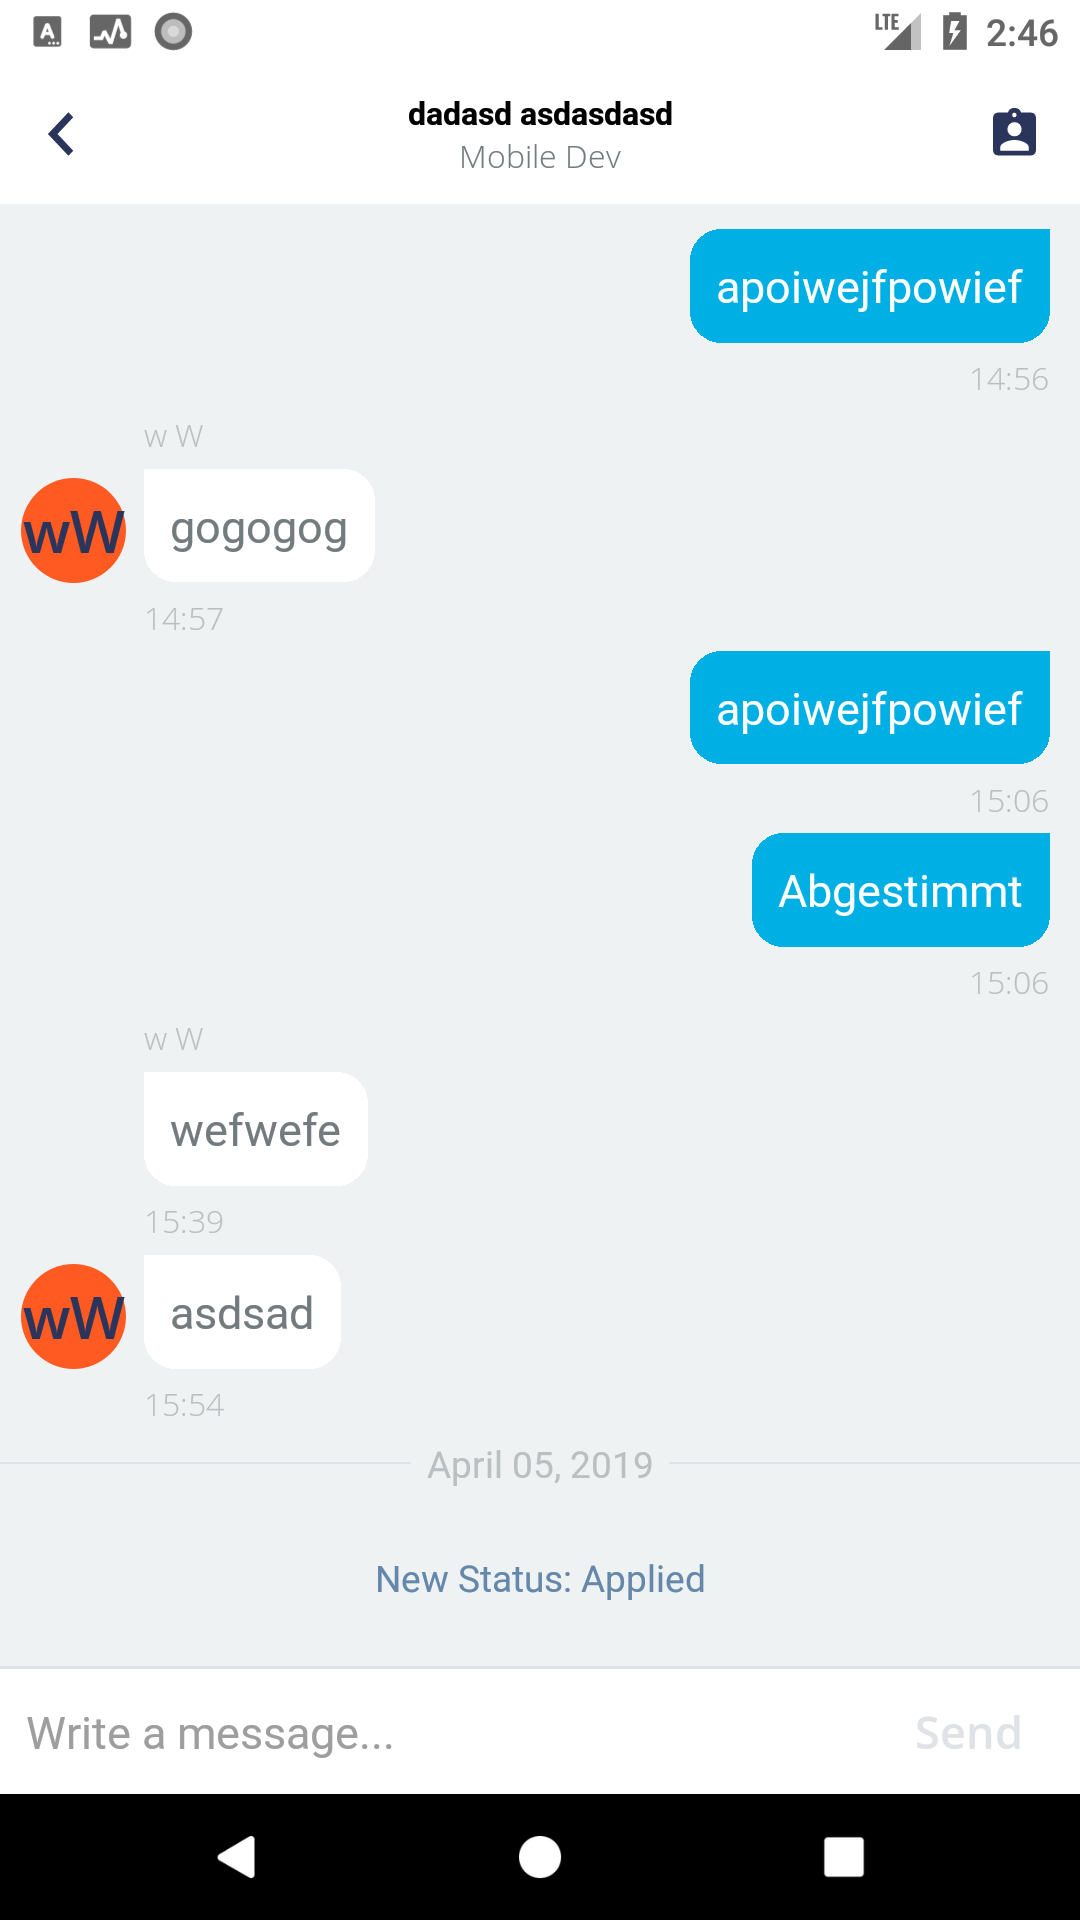 LTE 2:46
dadasd asdasdasd
Mobile Dev
apoiwejfpowief
14:56
w W
wW gogogog
14:57
apoiwejfpowief
15:06
Abgestimmt
15:06
w W
wefwefe
15:39
wW asdsad
15:54
April 05, 2019
New Status: Applied
Write a message... Send